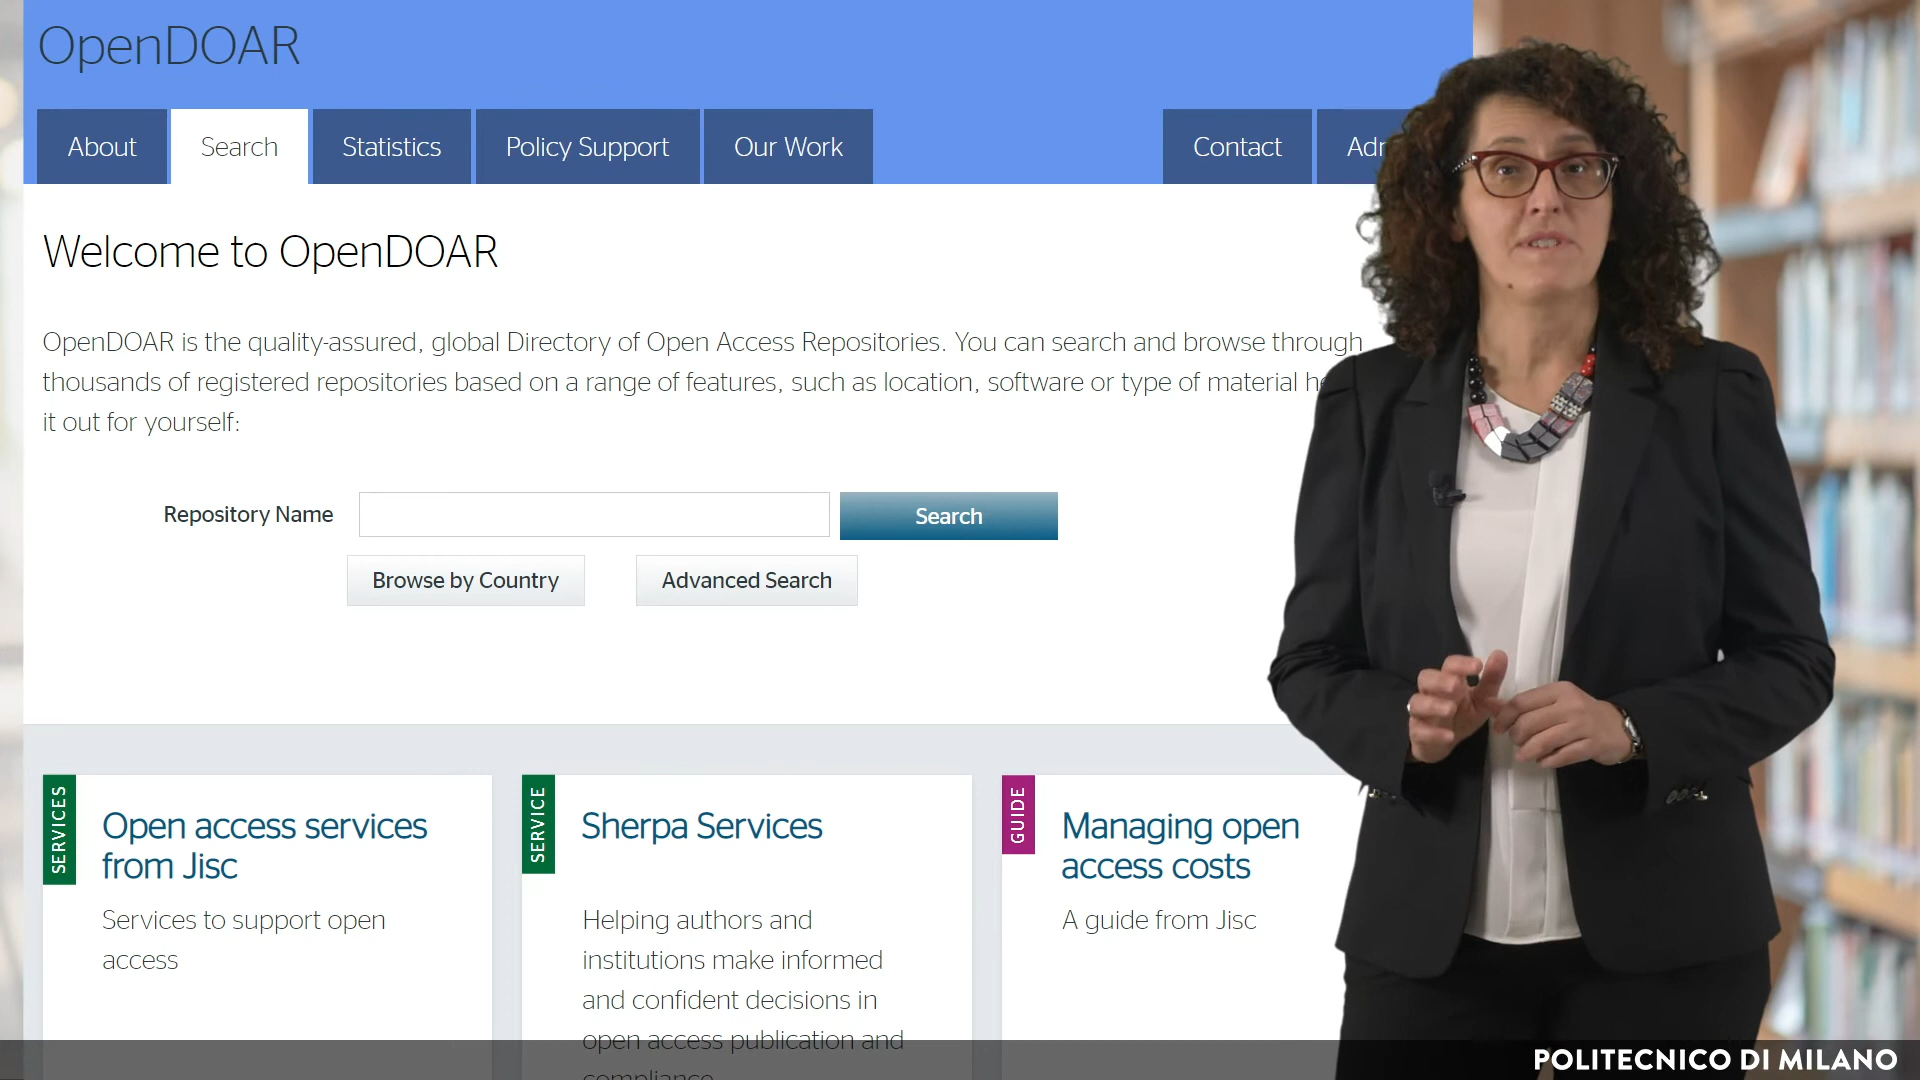 OpenDOAR
About
Search
Statistics
Policy Support
Our Work
Contact
Welcome to OpenDOAR
OpenDOAR is the quality-assured, global Directory of Open Access Repositories. You can search and browse through
thousands of registered repositories based on a range of features, such as location, software or type of material
it out for yourself:
Repository Name
Search
Browse by Country
Advanced Search
SERVICES
Open access services
from Jisc
Services to support open
access
SERVICE
Sherpa Services
Helping authors and
institutions make informed
and confident decisions in
open access publication and
compliance
GUIDE
Managing open
access costs
A guide from Jisc
POLITECNICO DI MILANO